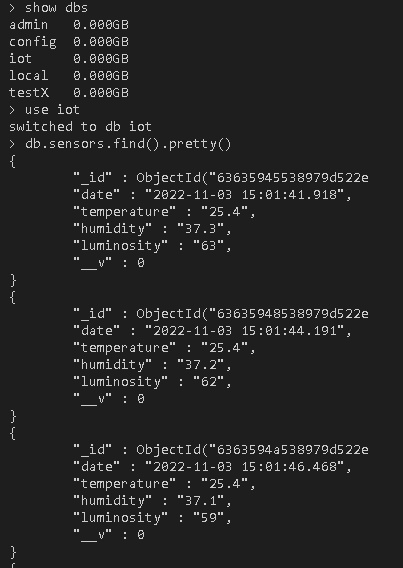 > show dbs
admin   0.000GB
config  0.000GB
iot     0.000GB
local   0.000GB
testX   0.000GB
> use iot
switched to db iot
> db.sensors.find().pretty()
{
        "_id" : ObjectId("63635945538979d522e
        "date" : "2022-11-03 15:01:41.918",
        "temperature" : "25.4",
        "humidity" : "37.3",
        "luminosity" : "63",
        "__v" : 0
}
{
        "_id" : ObjectId("63635948538979d522e
        "date" : "2022-11-03 15:01:44.191",
        "temperature" : "25.4",
        "humidity" : "37.2",
        "luminosity" : "62",
        "__v" : 0
}
{
        "_id" : ObjectId("6363594a538979d522e
        "date" : "2022-11-03 15:01:46.468",
        "temperature" : "25.4",
        "humidity" : "37.1",
        "luminosity" : "59",
        "__v" : 0
}
{